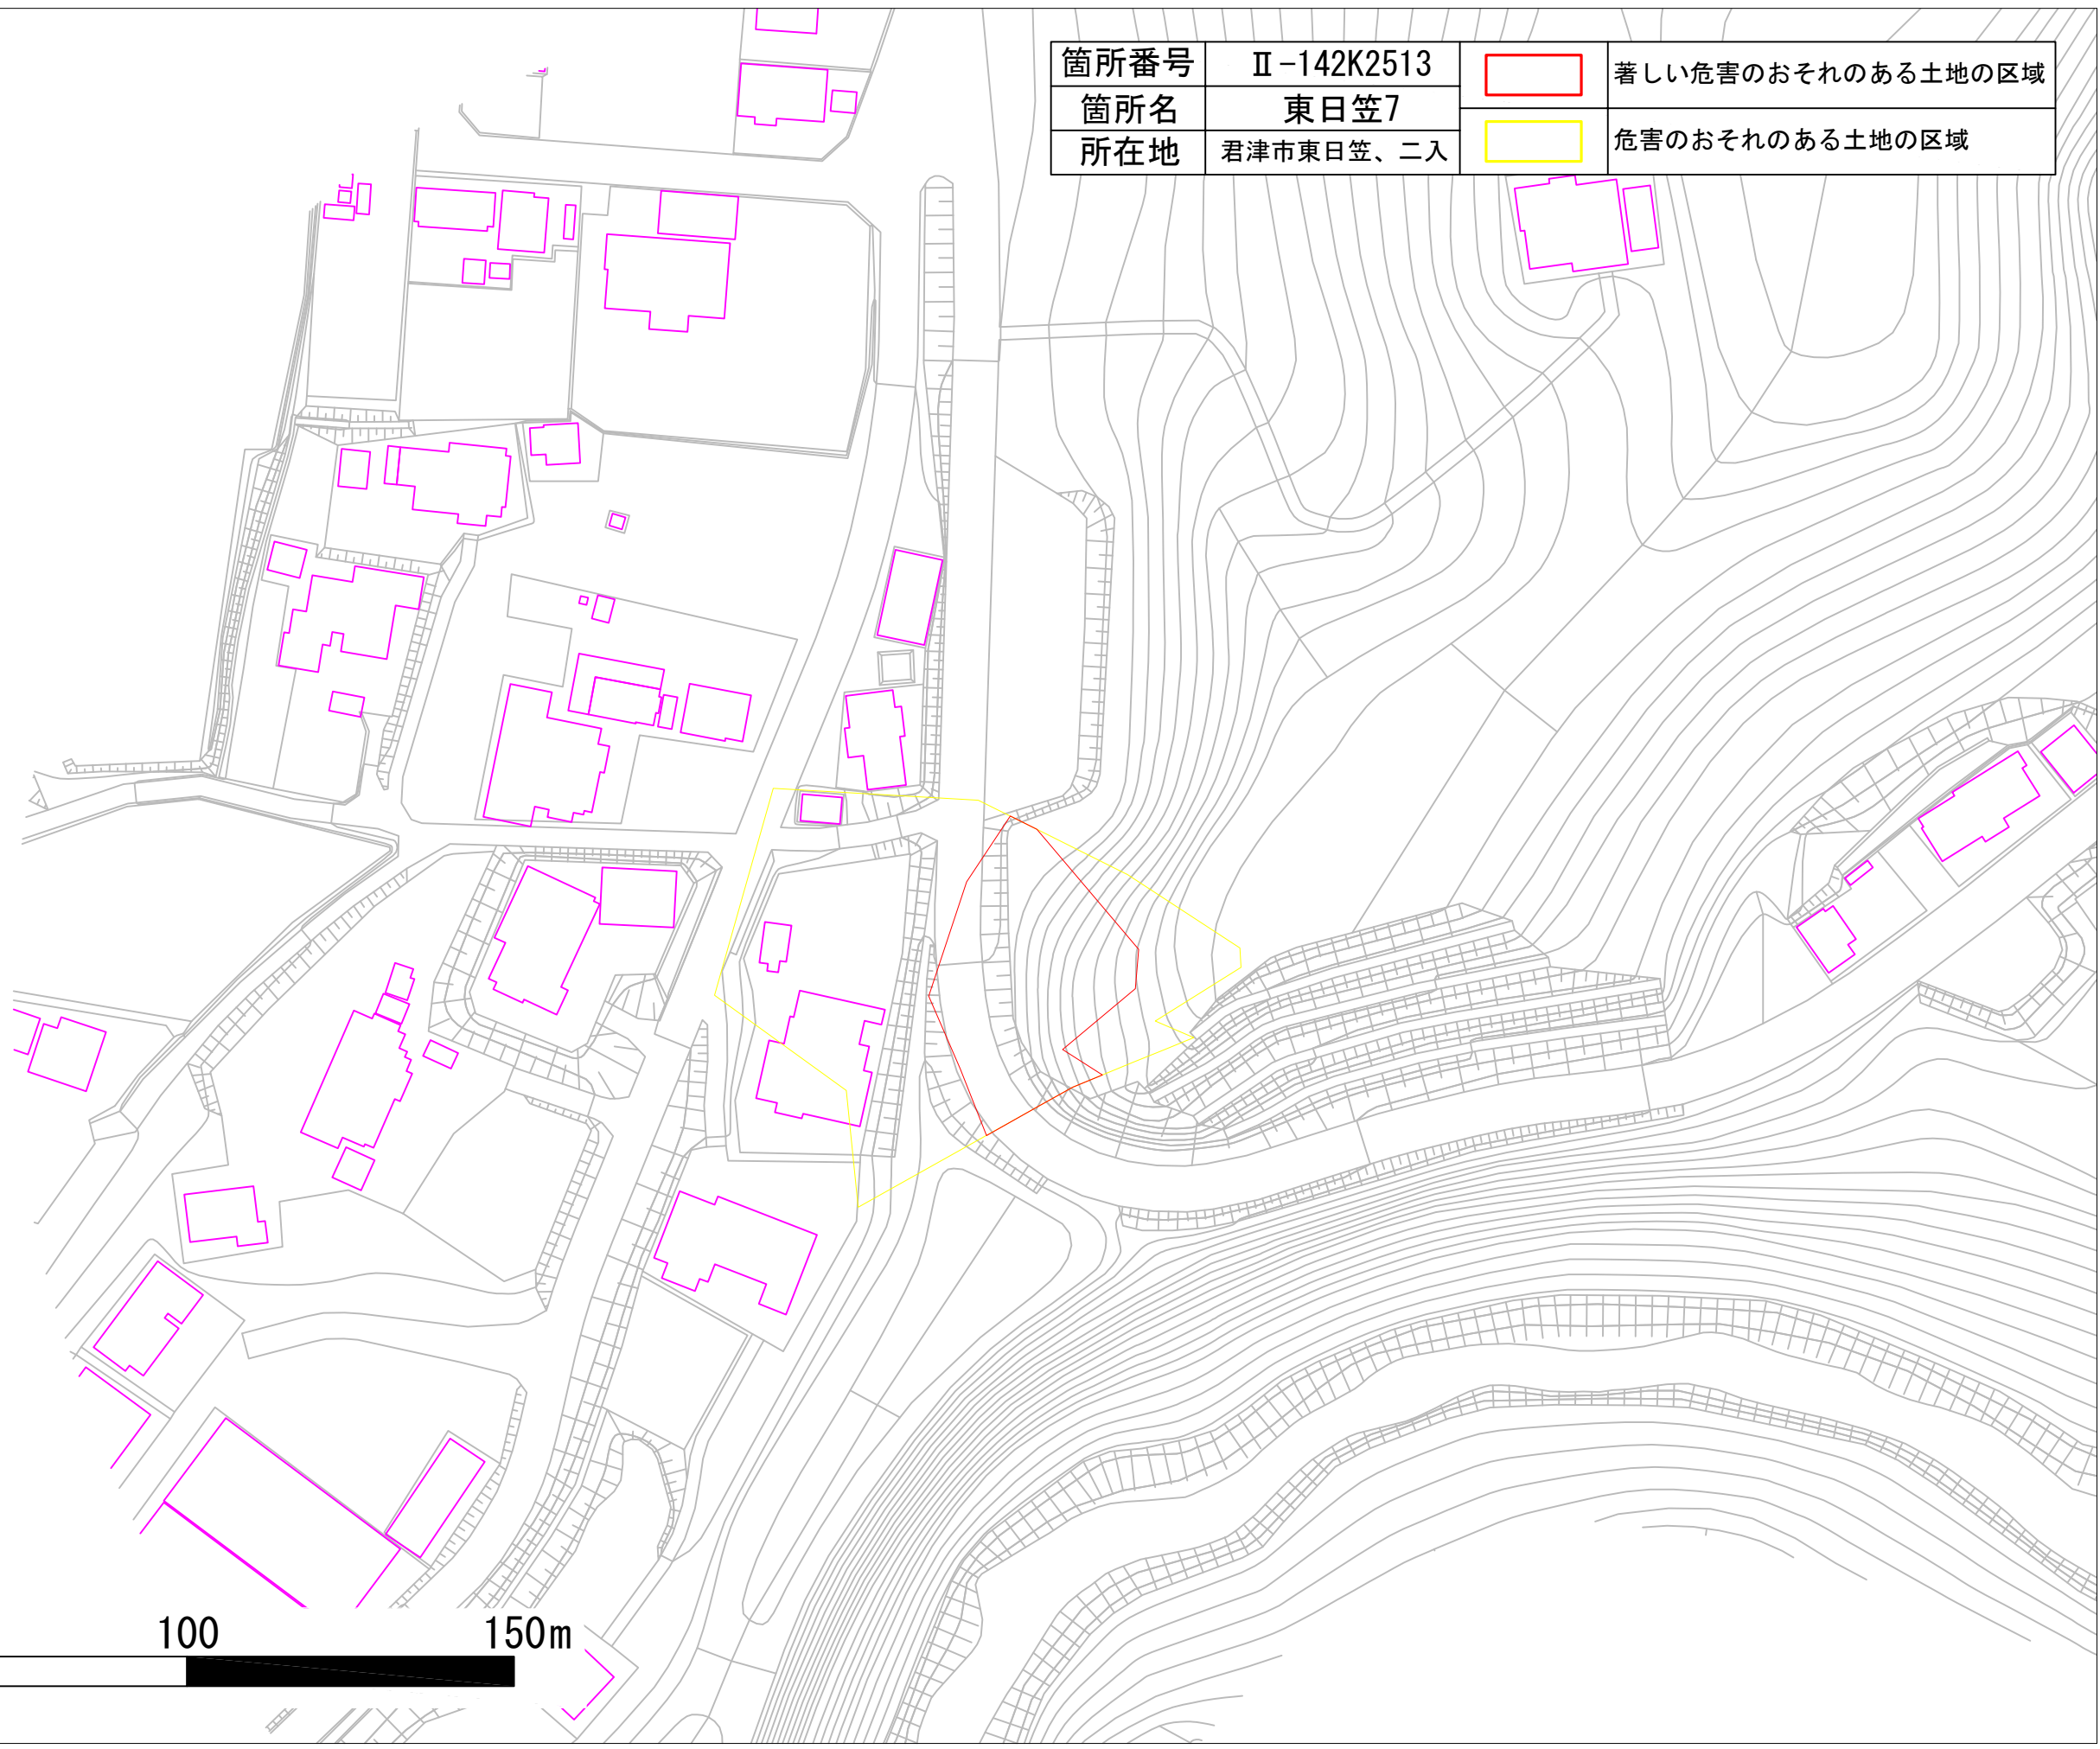 箇所番号 Ⅱ-142K2513
箇所名 東日笠7
所在地 君津市東日笠、二入
著しい危害のおそれのある土地の区域
危害のおそれのある土地の区域
100 150m